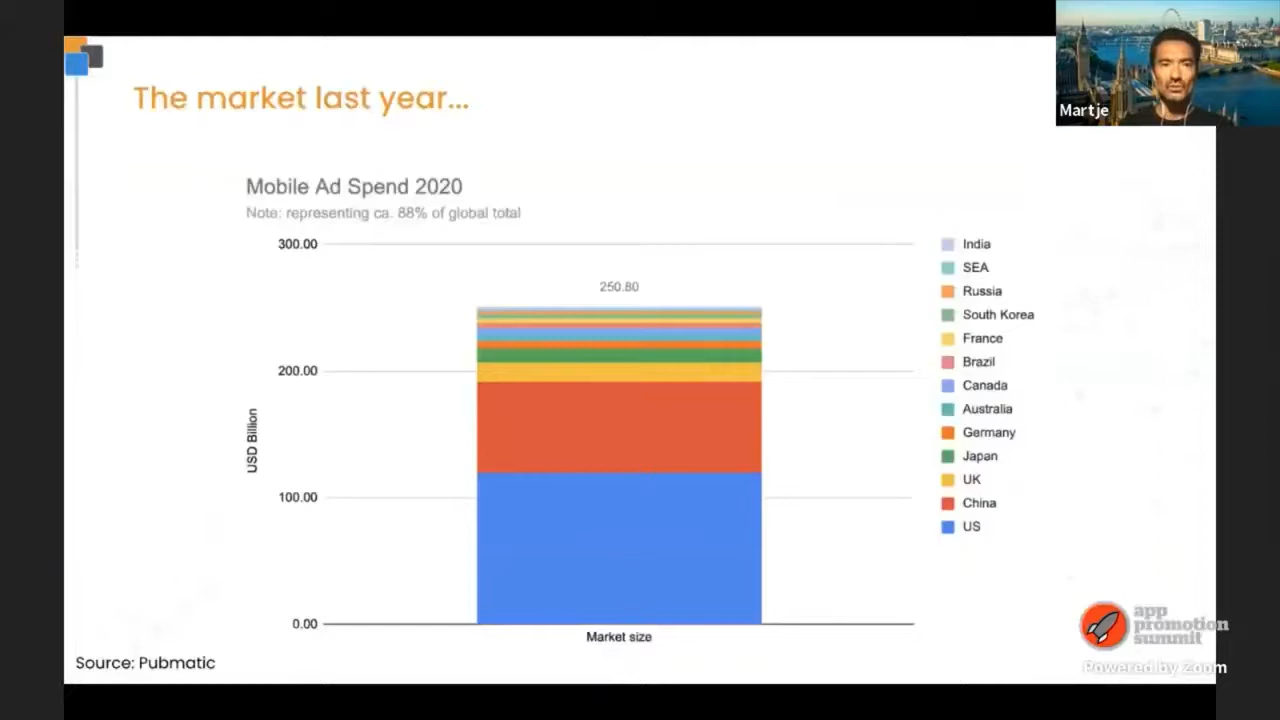 The market last year...
Martje
Mobile Ad Spend 2020
Note: representing ca. 88% of global total
300.00
250.80
200.00
100.00
0.00
USD Billion
Market size
India
SEA
Russia
South Korea
France
Brazil
Canada
Australia
Germany
Japan
UK
China
US
Source: Pubmatic
app
promotion
summit
Powered by Zoom